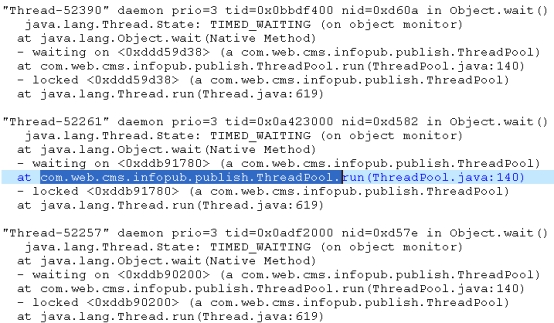 "Thread-52390" daemon prio=3 tid=0x0bbdf400 nid=0xd60a in Object.wait()
java.lang.Thread.State: TIMED_WAITING (on object monitor)
at java.lang.Object.wait(Native Method)
- waiting on <0xddd59d38> (a com.web.cms.infopub.publish.ThreadPool)
at com.web.cms.infopub.publish.ThreadPool.run(ThreadPool.java:140)
- locked <0xddd59d38> (a com.web.cms.infopub.publish.ThreadPool)
at java.lang.Thread.run(Thread.java:619)
"Thread-52261" daemon prio=3 tid=0x0a423000 nid=0xd582 in Object.wait()
java.lang.Thread.State: TIMED_WAITING (on object monitor)
at java.lang.Object.wait(Native Method)
- waiting on <0xddb91780> (a com.web.cms.infopub.publish.ThreadPool)
at com.web.cms.infopub.publish.ThreadPool.run(ThreadPool.java:140)
- locked <0xddb91780> (a com.web.cms.infopub.publish.ThreadPool)
at java.lang.Thread.run(Thread.java:619)
"Thread-52257" daemon prio=3 tid=0x0adf2000 nid=0xd57e in Object.wait()
java.lang.Thread.State: TIMED_WAITING (on object monitor)
at java.lang.Object.wait(Native Method)
- waiting on <0xddb90200> (a com.web.cms.infopub.publish.ThreadPool)
at com.web.cms.infopub.publish.ThreadPool.run(ThreadPool.java:140)
- locked <0xddb90200> (a com.web.cms.infopub.publish.ThreadPool)
at java.lang.Thread.run(Thread.java:619)